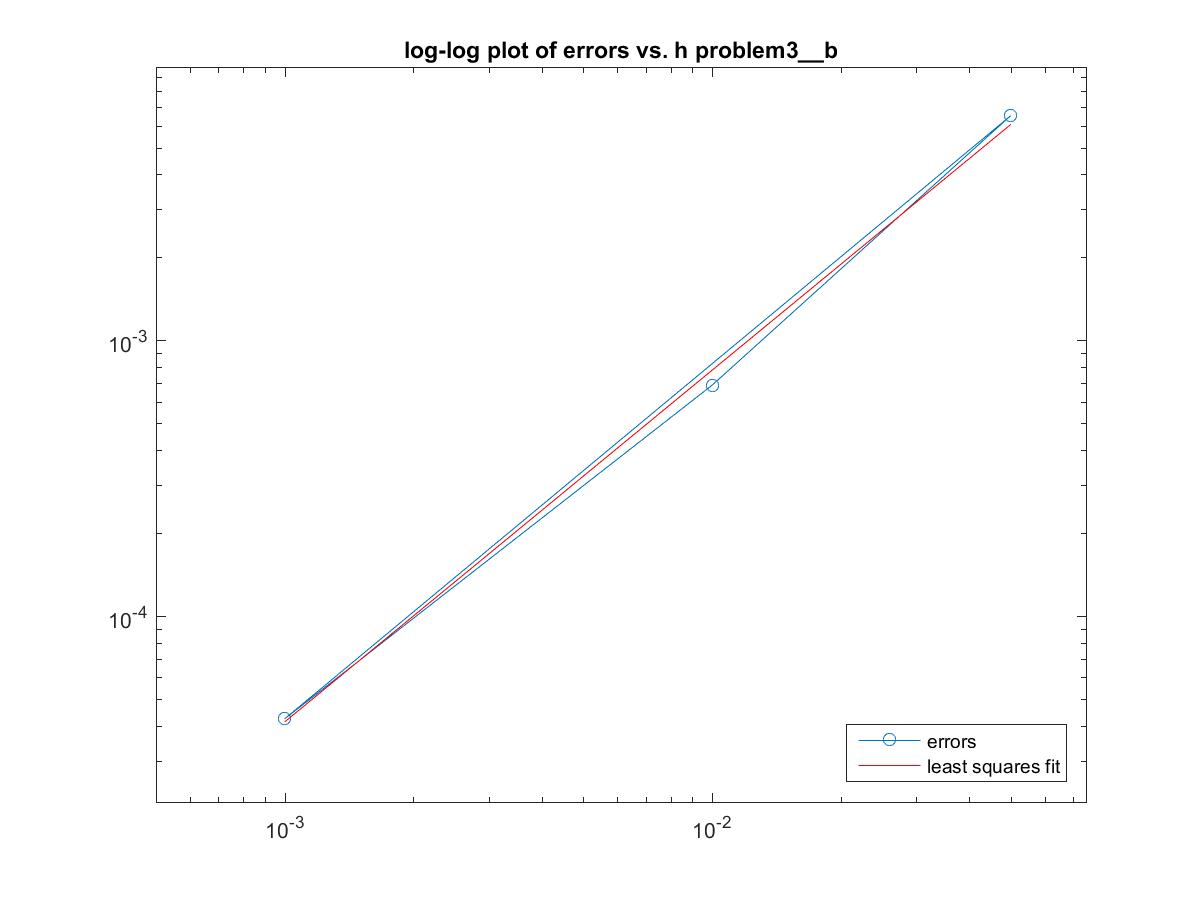 log-log plot of errors vs. h problem3__b
10^-3
10^-4
10^-3
10^-2
errors
least squares fit